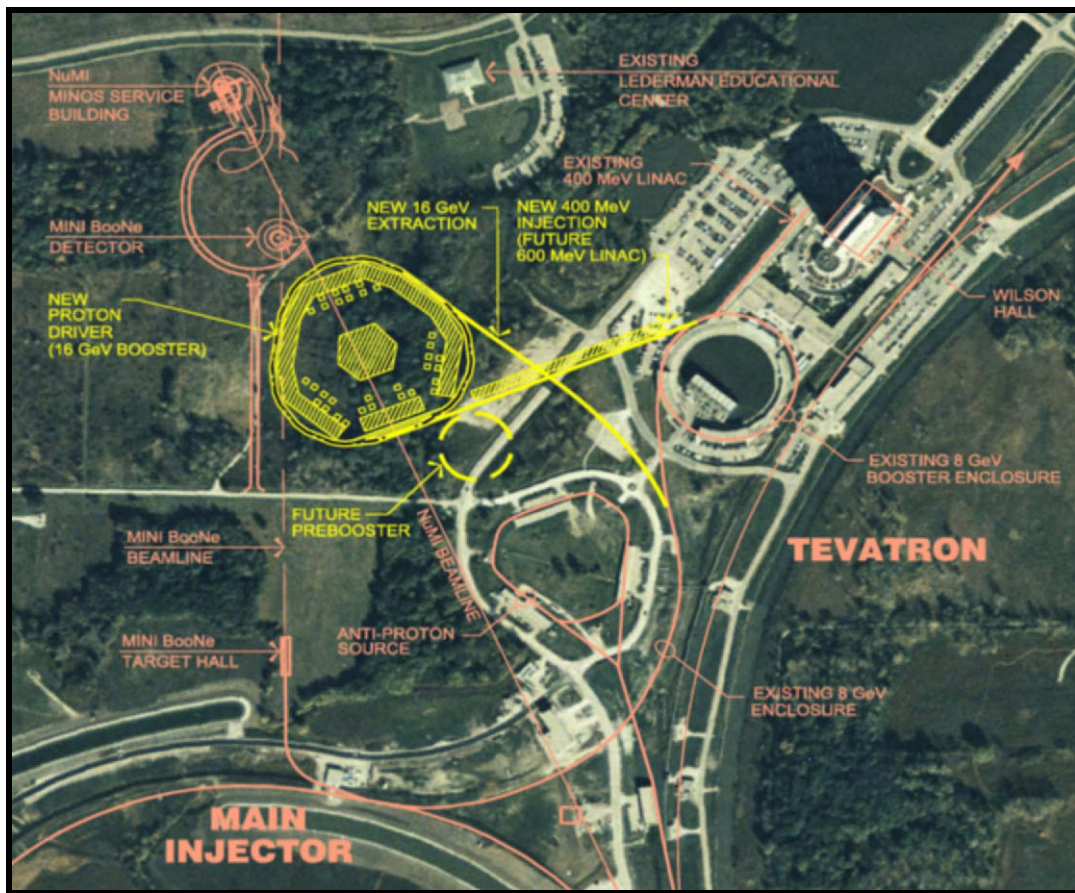 NuMI
MINOS SERVICE
BUILDING
EXISTING
LEDERMAN EDUCATIONAL
CENTER
EXISTING
400 MeV LINAC
NEW 16 GeV
EXTRACTION
NEW 400 MeV
INJECTION
(FUTURE
600 MeV LINAC)
MINI BooNe
DETECTOR
NEW
PROTON
DRIVER
(16 GeV BOOSTER)
WILSON
HALL
EXISTING 8 GeV
BOOSTER ENCLOSURE
FUTURE
PREBOOSTER
NuMI BEAMLINE
MINI BooNe
BEAMLINE
TEVATRON
ANTI-PROTON
SOURCE
MINI BooNe
TARGET HALL
EXISTING 8 GeV
ENCLOSURE
MAIN
INJECTOR